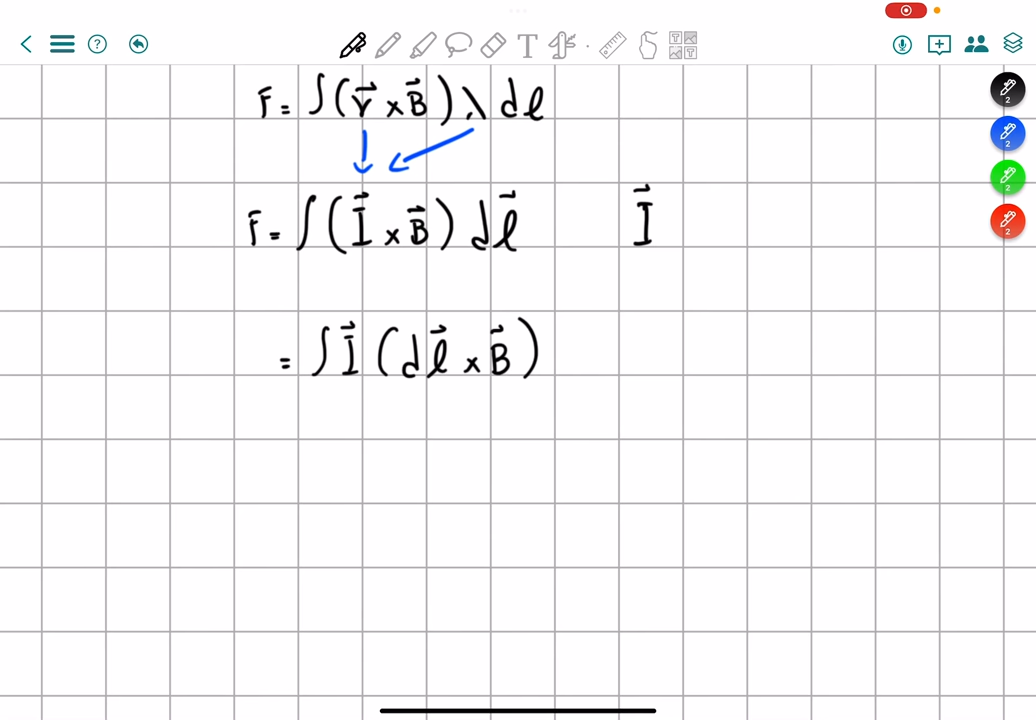 F = ∫(v⃗ × B⃗) λ dl
F = ∫(I⃗ × B⃗) dl⃗ I⃗
= ∫ I⃗ (dl⃗ × B⃗)